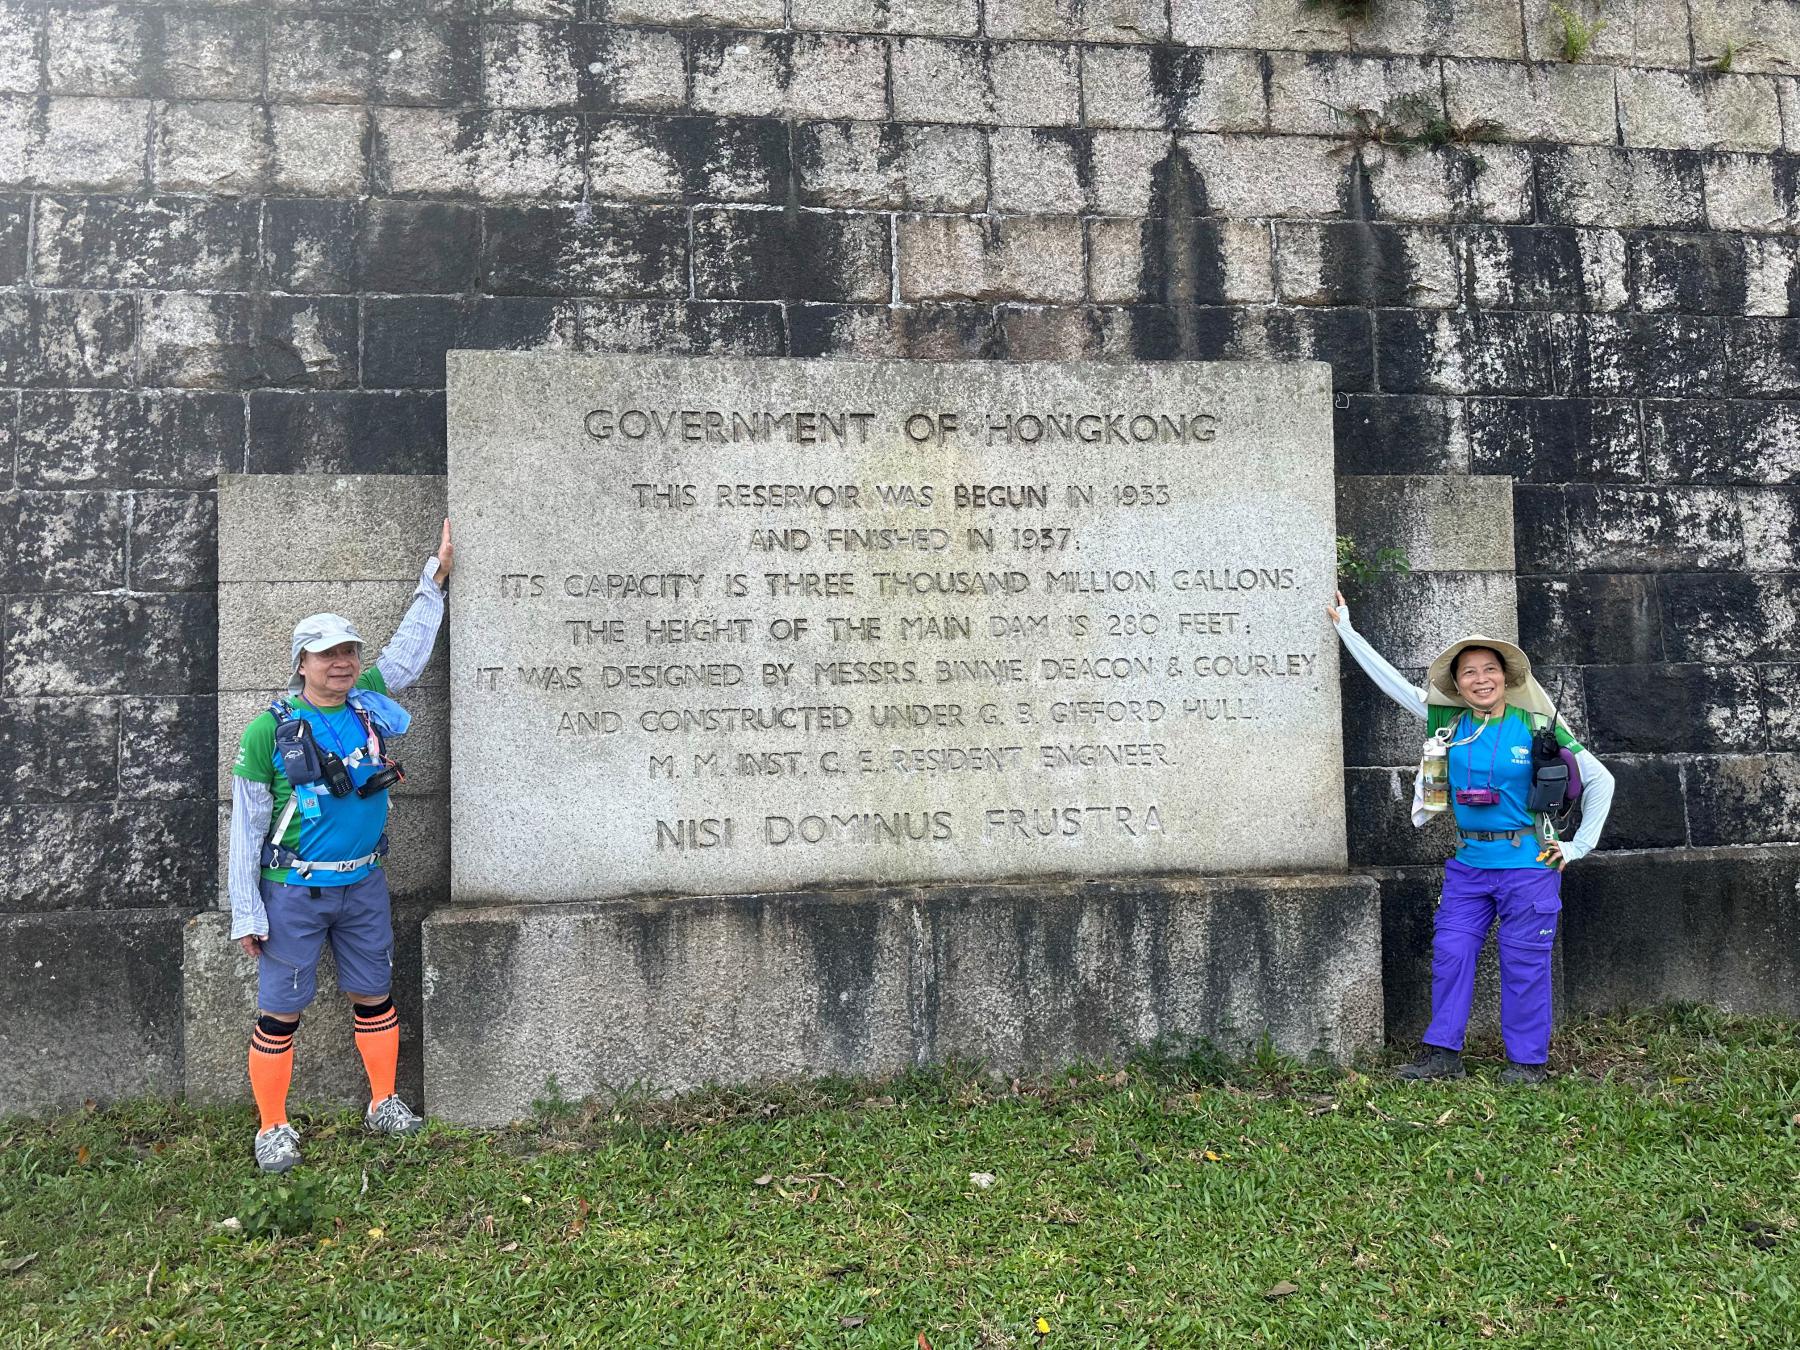 GOVERNMENT OF HONGKONG
THIS RESERVOIR WAS BEGUN IN 1933
AND FINISHED IN 1937:
ITS CAPACITY IS THREE THOUSAND MILLION GALLONS.
THE HEIGHT OF THE MAIN DAM IS 280 FEET:
IT WAS DESIGNED BY MESSRS. BINNIE, DEACON & GOURLEY
AND CONSTRUCTED UNDER G. B. GIFFORD HULL.
M. M. INST. C. E. RESIDENT ENGINEER.
NISI DOMINUS FRUSTRA